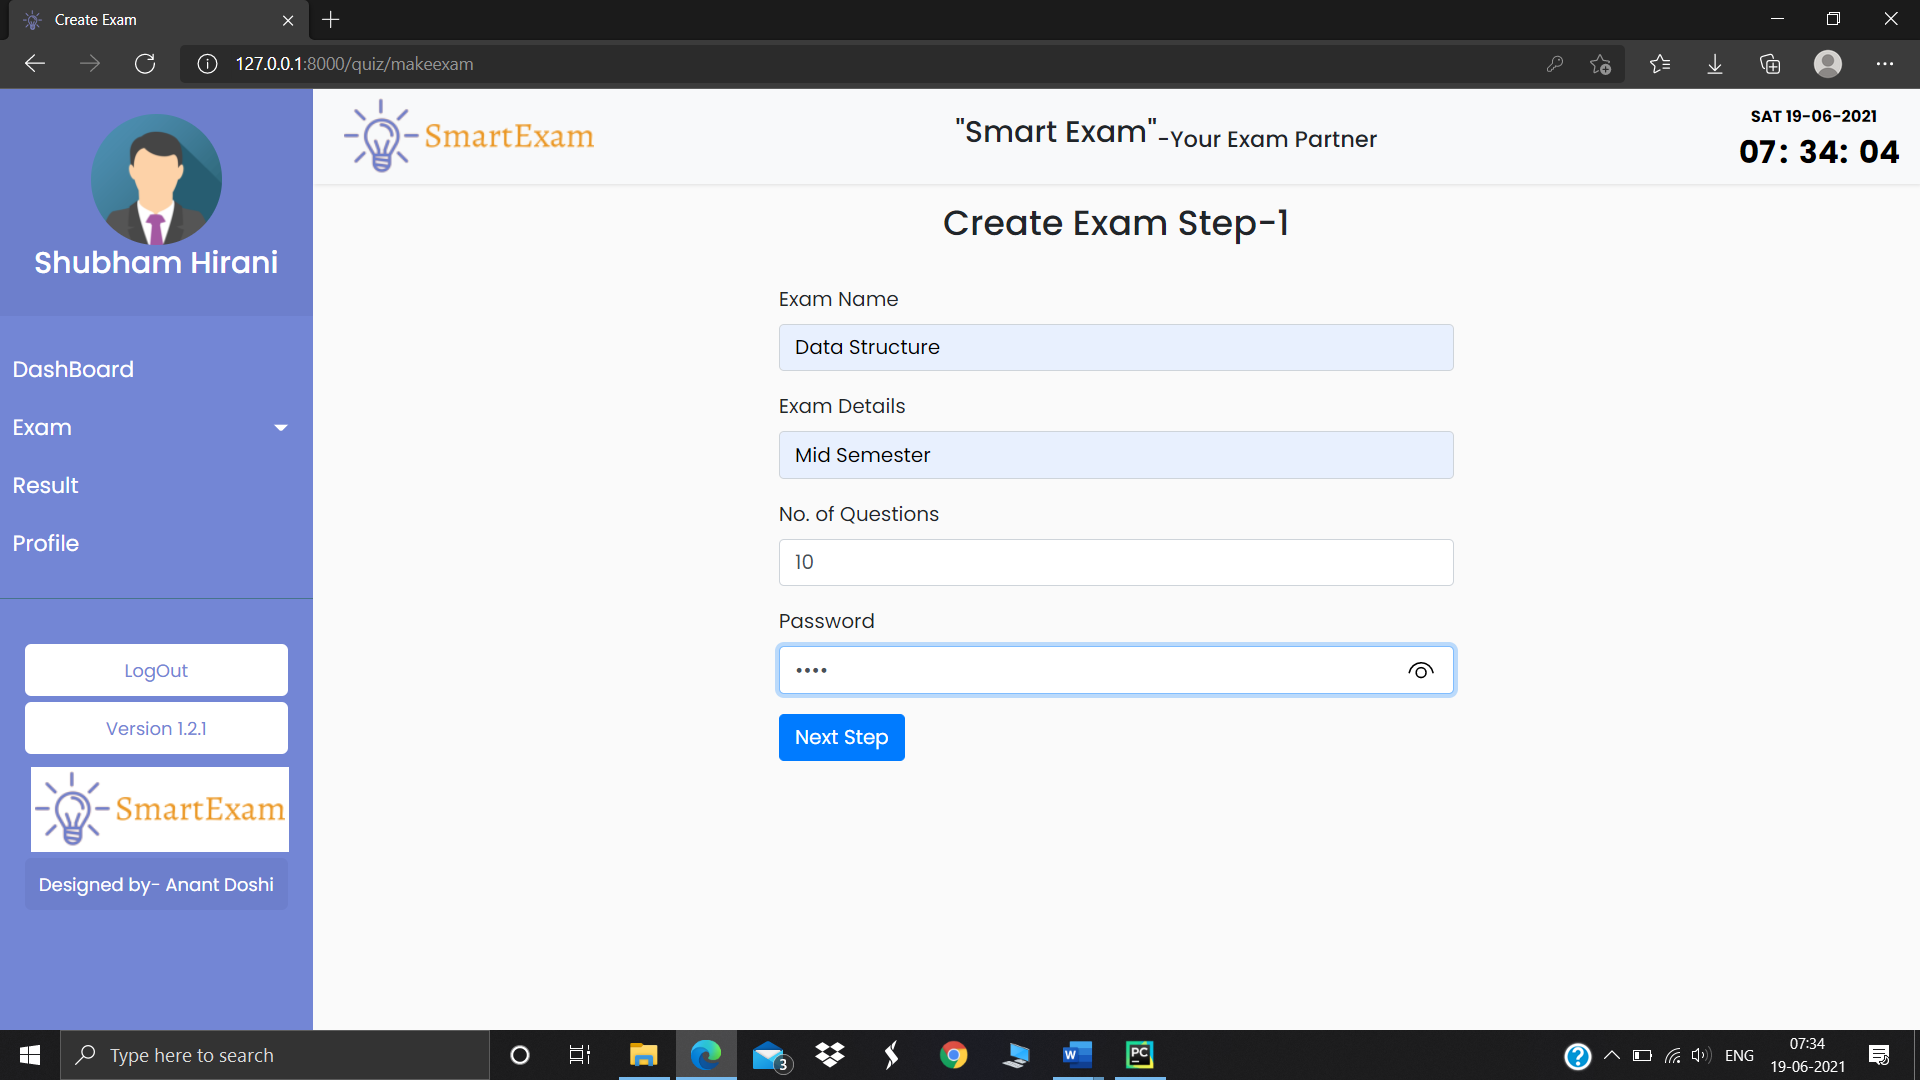 Create Exam
127.0.0.1:8000/quiz/makeexam
Shubham Hirani
DashBoard
Exam
Result
Profile
LogOut
Version 1.2.1
SmartExam
Designed by- Anant Doshi
SmartExam
"Smart Exam"-Your Exam Partner
SAT 19-06-2021
07: 34: 04
Create Exam Step-1
Exam Name
Data Structure
Exam Details
Mid Semester
No. of Questions
10
Password
••••
Next Step
Type here to search
3
W
PC
?
ENG
07:34
19-06-2021